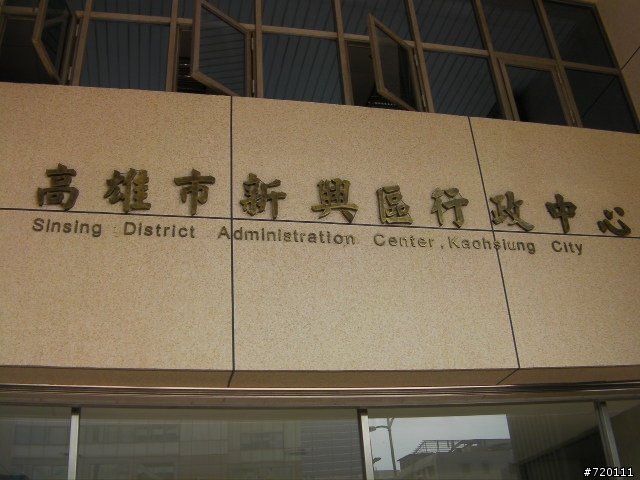 高雄市新興區行政中心
Sinsing District Administration Center,Kaohsiung City
#720111